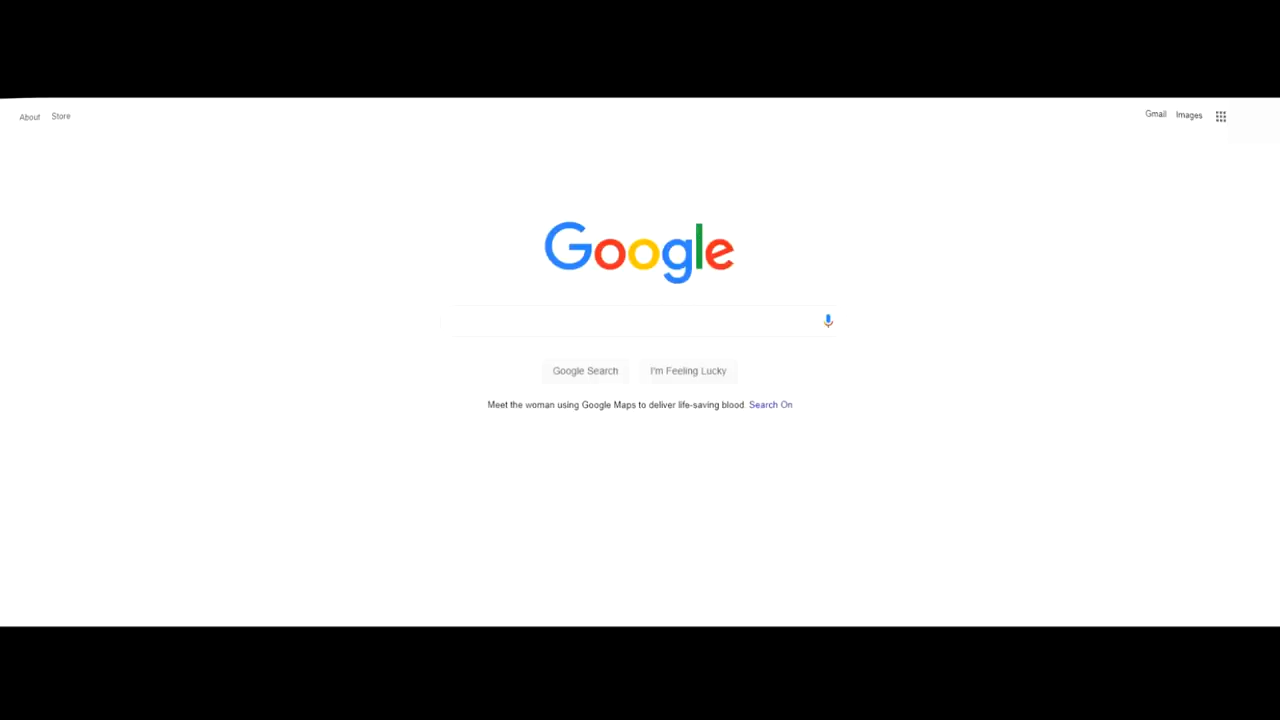 About Store Gmail Images
Google
Google Search I'm Feeling Lucky
Meet the woman using Google Maps to deliver life-saving blood Search On